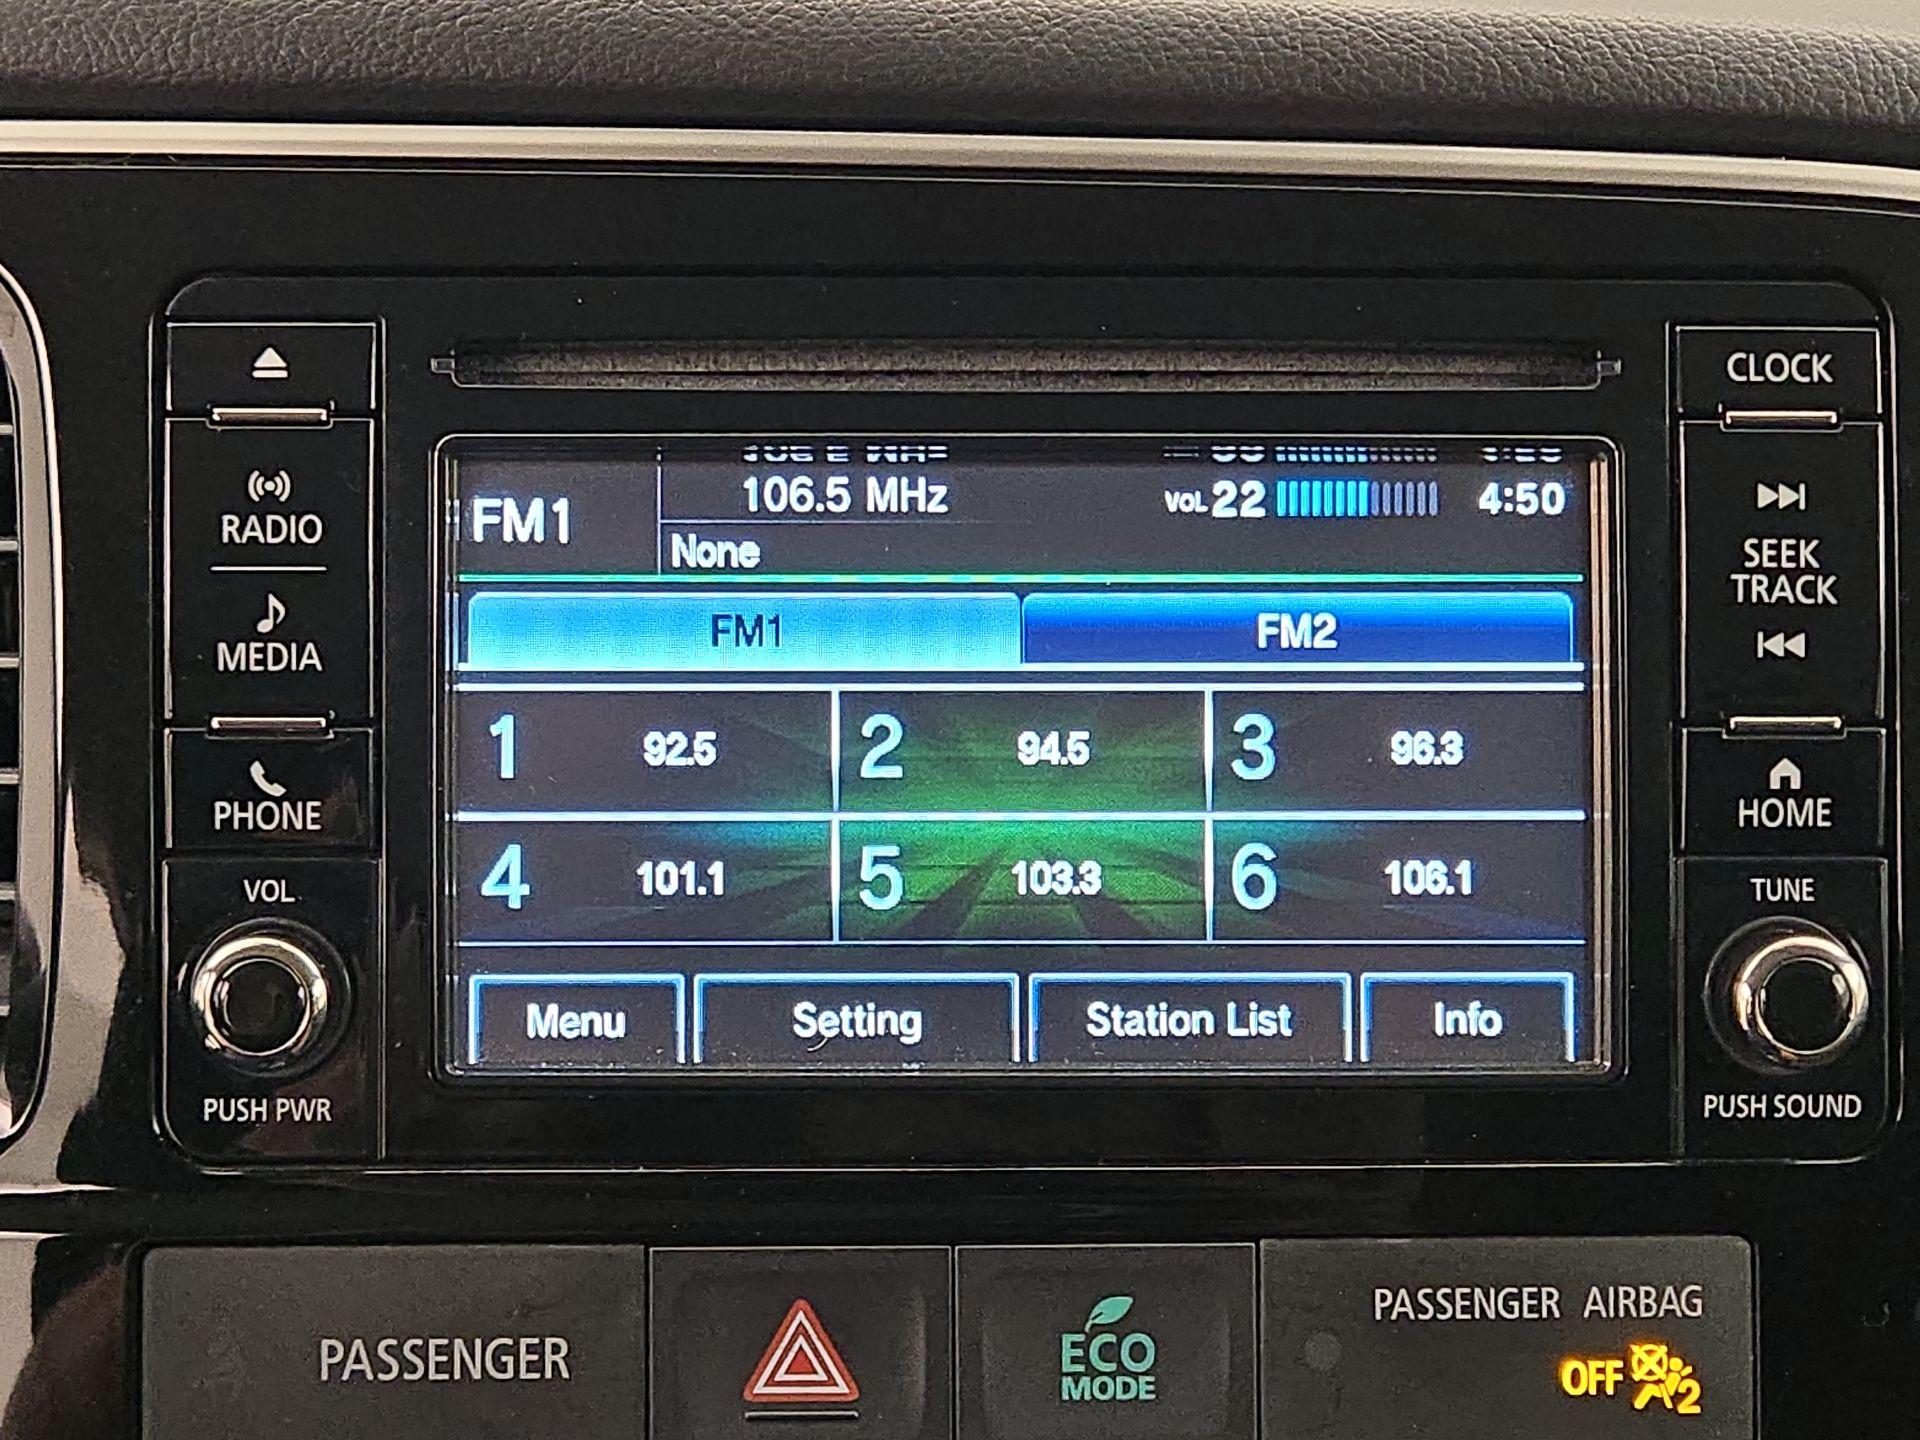 CLOCK
RADIO
MEDIA
PHONE
VOL
PUSH PWR
FM1
106.5 MHz
VOL 22
4:50
None
FM1
FM2
1 92.5
2 94.5
3 96.3
4 101.1
5 103.3
6 106.1
Menu
Setting
Station List
Info
SEEK
TRACK
HOME
TUNE
PUSH SOUND
PASSENGER
ECO
MODE
PASSENGER AIRBAG
OFF
2